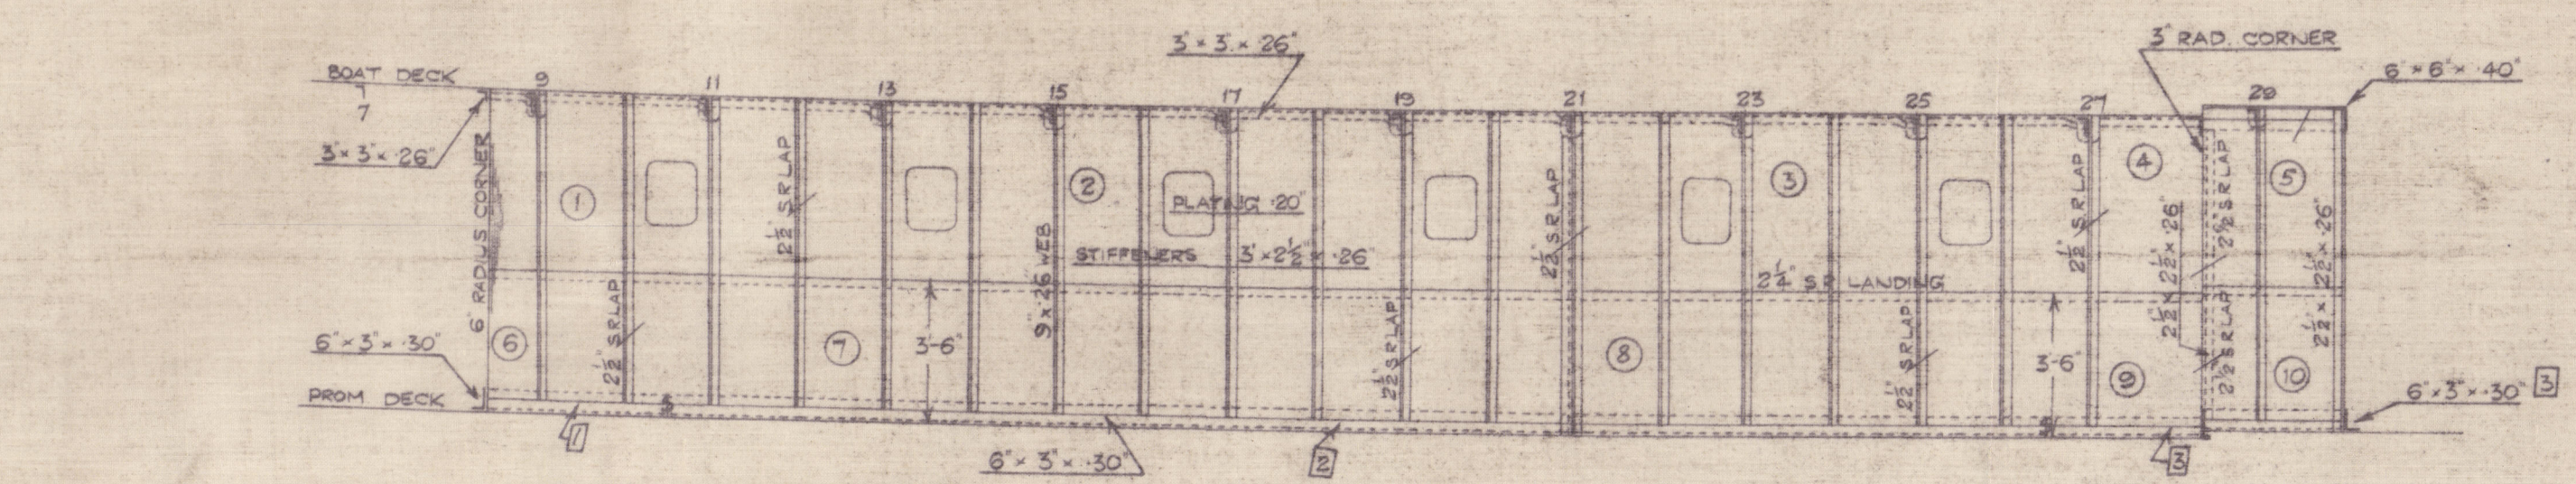 3" RAD. CORNER
3" × 3" × .26"
BOAT DECK
7
9
11
13
15
17
19
21
23
25
27
29
6" × 6" × .40"
3" × 3" × .26"
6" RADIUS CORNER
1
2
3
4
5
2½" S R LAP
2½" S R LAP
2½" S R LAP
2½" S R LAP
PLATING .20"
STIFFENERS 3" × 2½" × .26"
9" × 26 WEB
2¼" S R LANDING
2½" × 2½" × .26"
2½" × 2½" × .26"
6" × 3" × .30"
6
7
8
9
10
3'-6"
3'-6"
2½" S R LAP
2½" S R LAP
2½" S R LAP
2½" S R LAP
PROM DECK
6" × 3" × .30" 3
1
6" × 3" × .30"
2
3